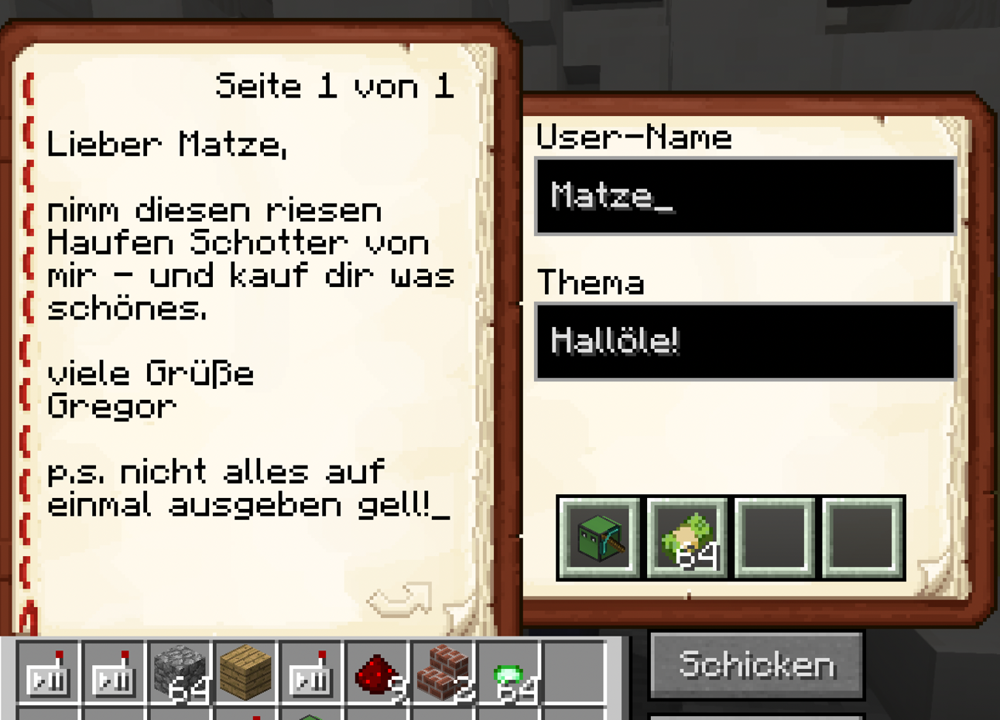 Seite 1 von 1
Lieber Matze,
nimm diesen riesen
Haufen Schotter von
mir - und kauf dir was
schönes.
viele Grüße
Gregor
p.s. nicht alles auf
einmal ausgeben gell!_
User-Name
Matze_
Thema
Hallöle!
64
64
9
2
64
Schicken